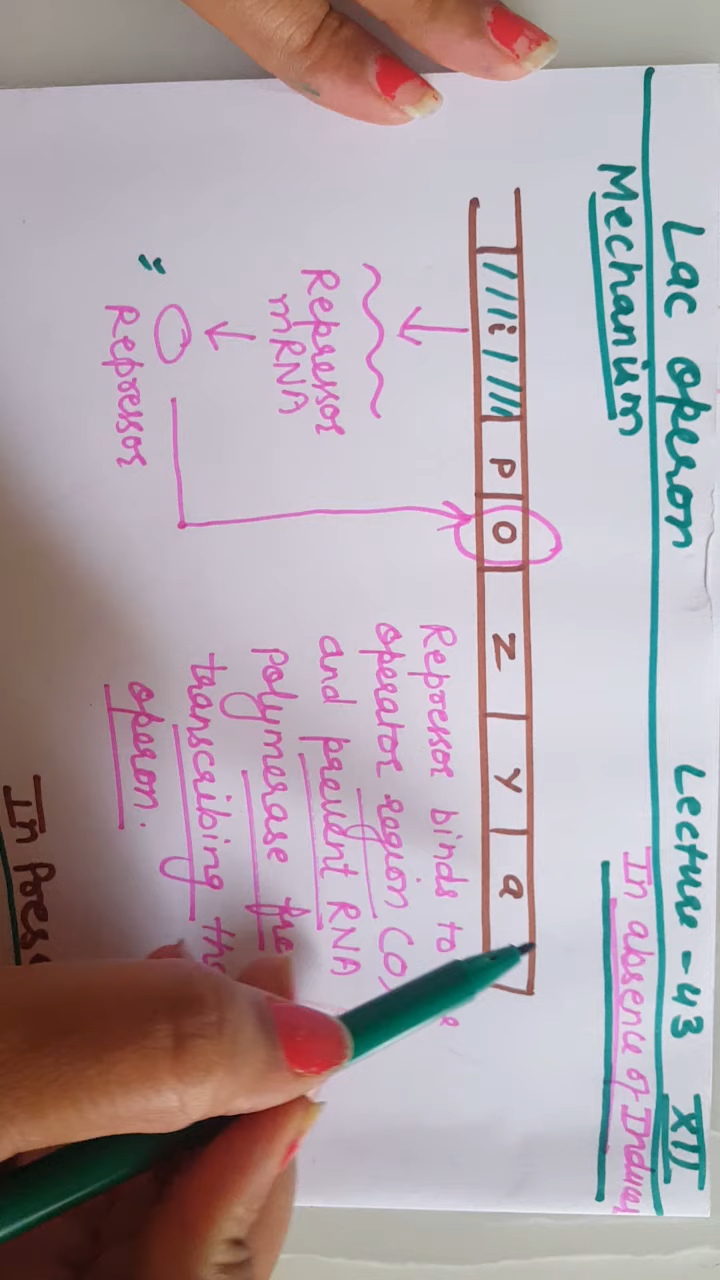 Lac operon Lecture-43 XII
Mechanism In absence of Inducer
i P O Z Y a
Repressor
mRNA
Repressor
Repressor binds to
operator region (o)
and prevent RNA
polymerase
transcribing the
operon.
In